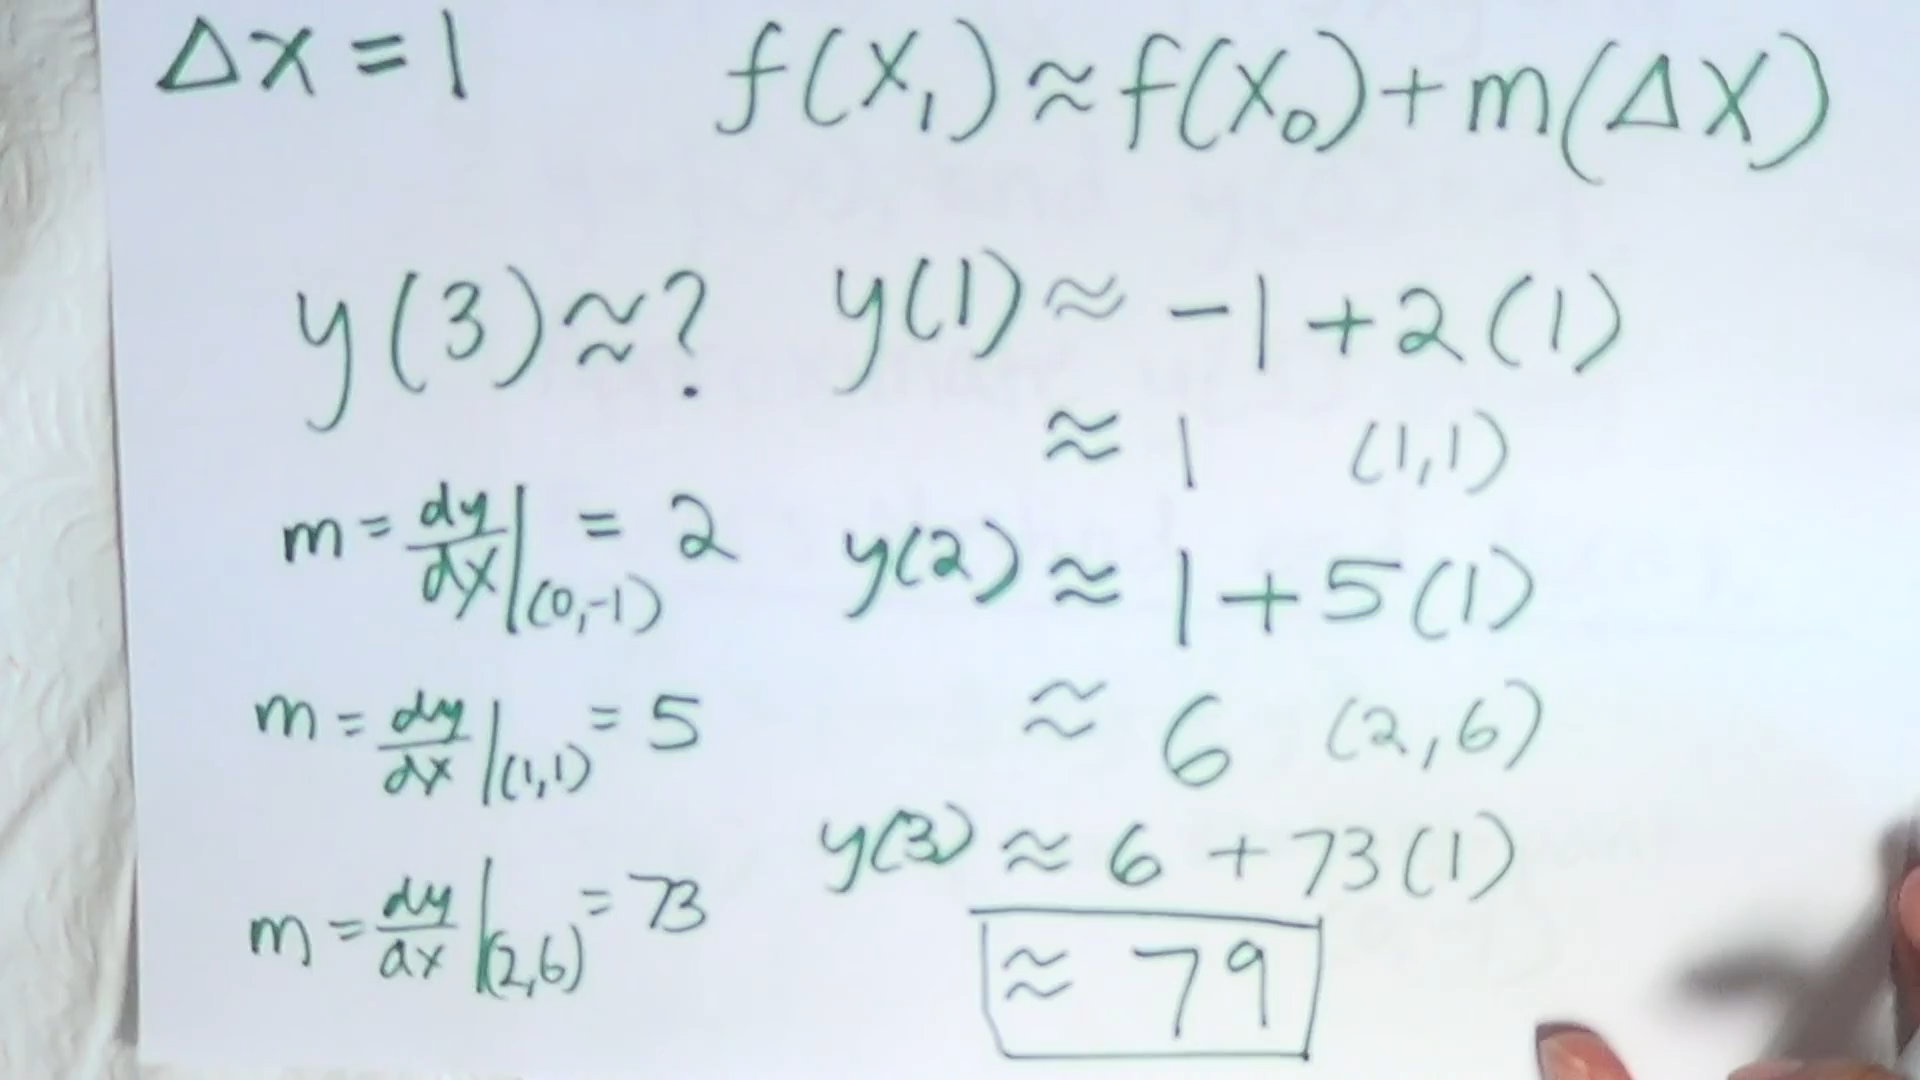 Δx = 1
f(x₁) ≈ f(x₀) + m(Δx)
y(3) ≈ ?
y(1) ≈ -1 + 2(1)
≈ 1 (1,1)
m = dy/dx |(0,-1) = 2
y(2) ≈ 1 + 5(1)
≈ 6 (2,6)
m = dy/dx |(1,1) = 5
y(3) ≈ 6 + 73(1)
m = dy/dx |(2,6) = 73
≈ 79